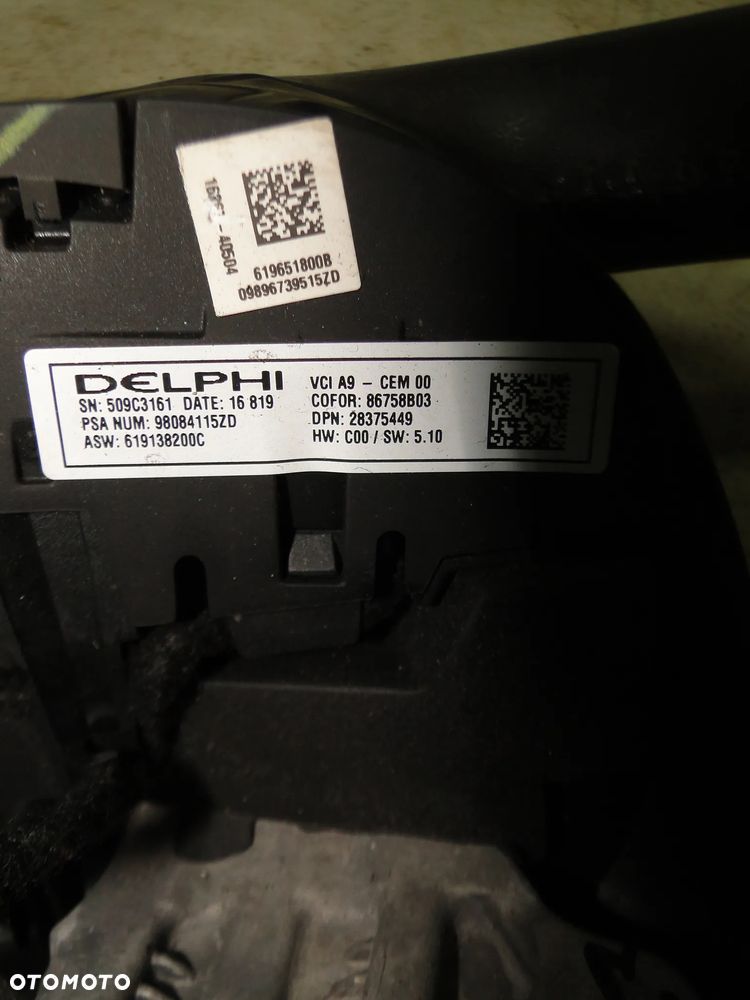 A0504
619651800B
09896739515ZD
DELPHI VCI A9 - CEM 00
SN: 509C3161 DATE: 16 819 COFOR: 86758B03
PSA NUM: 98084115ZD DPN: 28375449
ASW: 619138200C HW: C00 / SW: 5.10
OTOMOTO